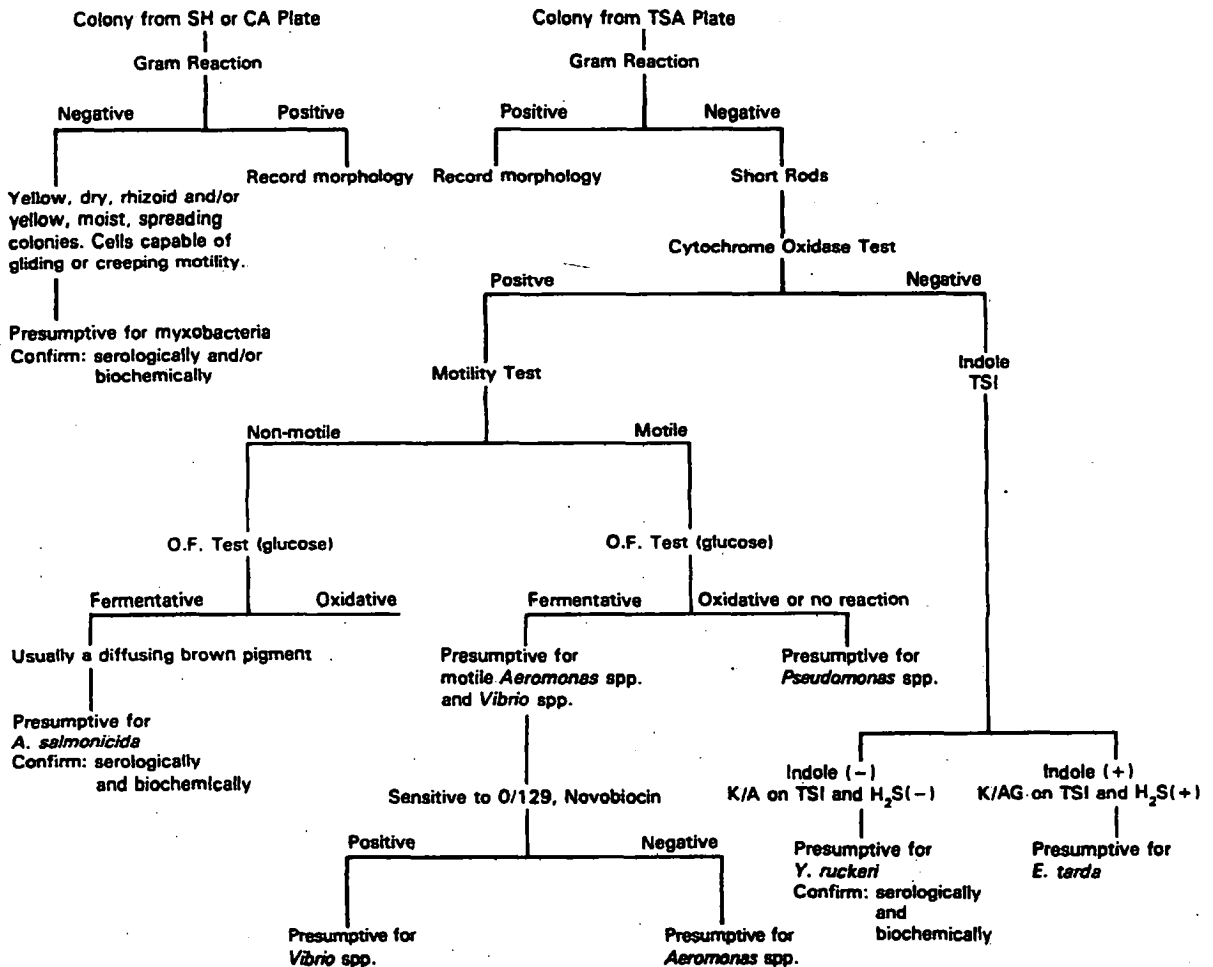 Colony from SH or CA Plate
Gram Reaction
Negative
Positive
Yellow, dry, rhizoid and/or
yellow, moist, spreading
colonies. Cells capable of
gliding or creeping motility.
Record morphology
Presumptive for myxobacteria
Confirm: serologically and/or
biochemically
Colony from TSA Plate
Gram Reaction
Positive
Negative
Record morphology
Short Rods
Cytochrome Oxidase Test
Positve
Negative
Motility Test
Indole
TSI
Non-motile
Motile
O.F. Test (glucose)
O.F. Test (glucose)
Fermentative
Oxidative
Fermentative
Oxidative or no reaction
Usually a diffusing brown pigment
Presumptive for
A. salmonicida
Confirm: serologically
and biochemically
Presumptive for
motile Aeromonas spp.
and Vibrio spp.
Presumptive for
Pseudomonas spp.
Sensitive to 0/129, Novobiocin
Positive
Negative
Presumptive for
Vibrio spp.
Presumptive for
Aeromonas spp.
Indole (−)
K/A on TSI and H₂S(−)
Presumptive for
Y. ruckeri
Confirm: serologically
and
biochemically
Indole (+)
K/AG on TSI and H₂S(+)
Presumptive for
E. tarda